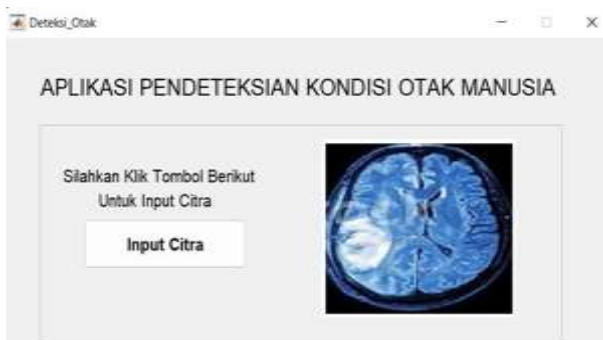 Deteksi_Otak
APLIKASI PENDETEKSIAN KONDISI OTAK MANUSIA
Silahkan Klik Tombol Berikut
Untuk Input Citra
Input Citra